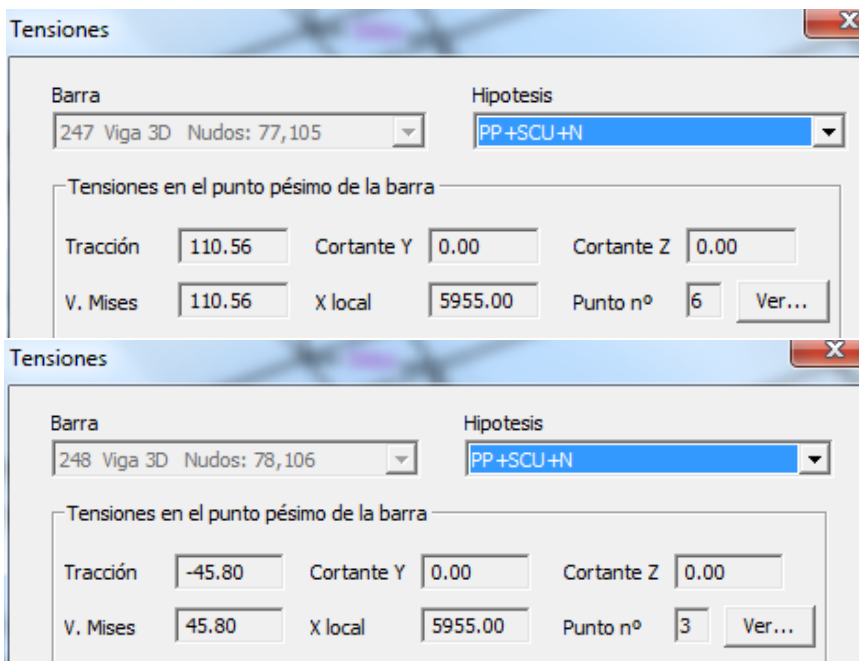 Tensiones
Barra Hipotesis
247 Viga 3D Nudos: 77,105 PP+SCU+N
Tensiones en el punto pésimo de la barra
Tracción 110.56 Cortante Y 0.00 Cortante Z 0.00
V. Mises 110.56 X local 5955.00 Punto nº 6 Ver...
Tensiones
Barra Hipotesis
248 Viga 3D Nudos: 78,106 PP+SCU+N
Tensiones en el punto pésimo de la barra
Tracción -45.80 Cortante Y 0.00 Cortante Z 0.00
V. Mises 45.80 X local 5955.00 Punto nº 3 Ver...